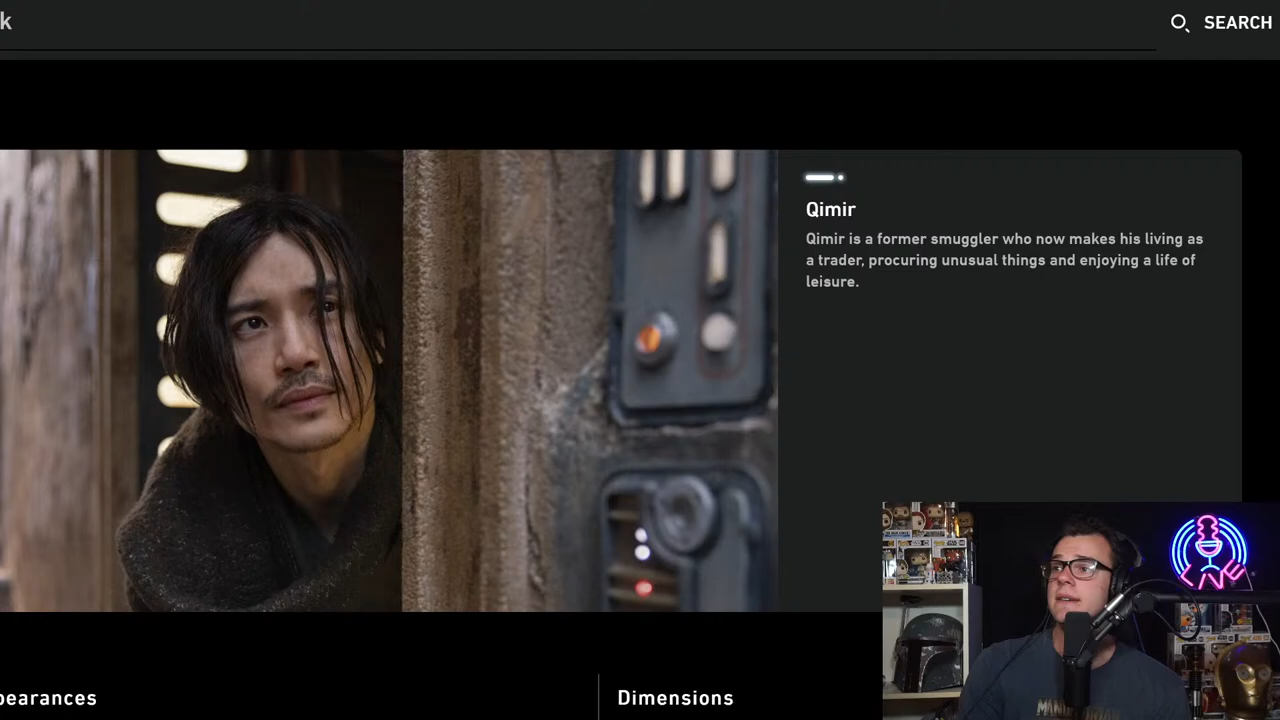 k
SEARCH
Qimir
Qimir is a former smuggler who now makes his living as
a trader, procuring unusual things and enjoying a life of
leisure.
pearances
Dimensions